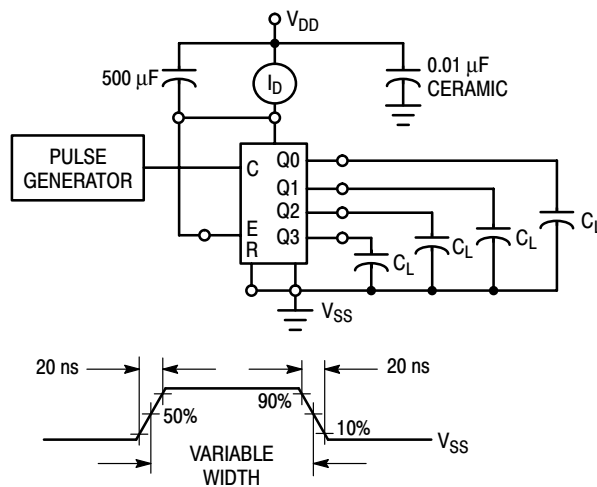 V_DD
500 μF
I_D
0.01 μF
CERAMIC
PULSE
GENERATOR
C
Q0
Q1
Q2
E
Q3
R
C_L
C_L
C_L
C_L
V_SS
20 ns
20 ns
50%
90%
10%
VARIABLE
WIDTH
V_SS